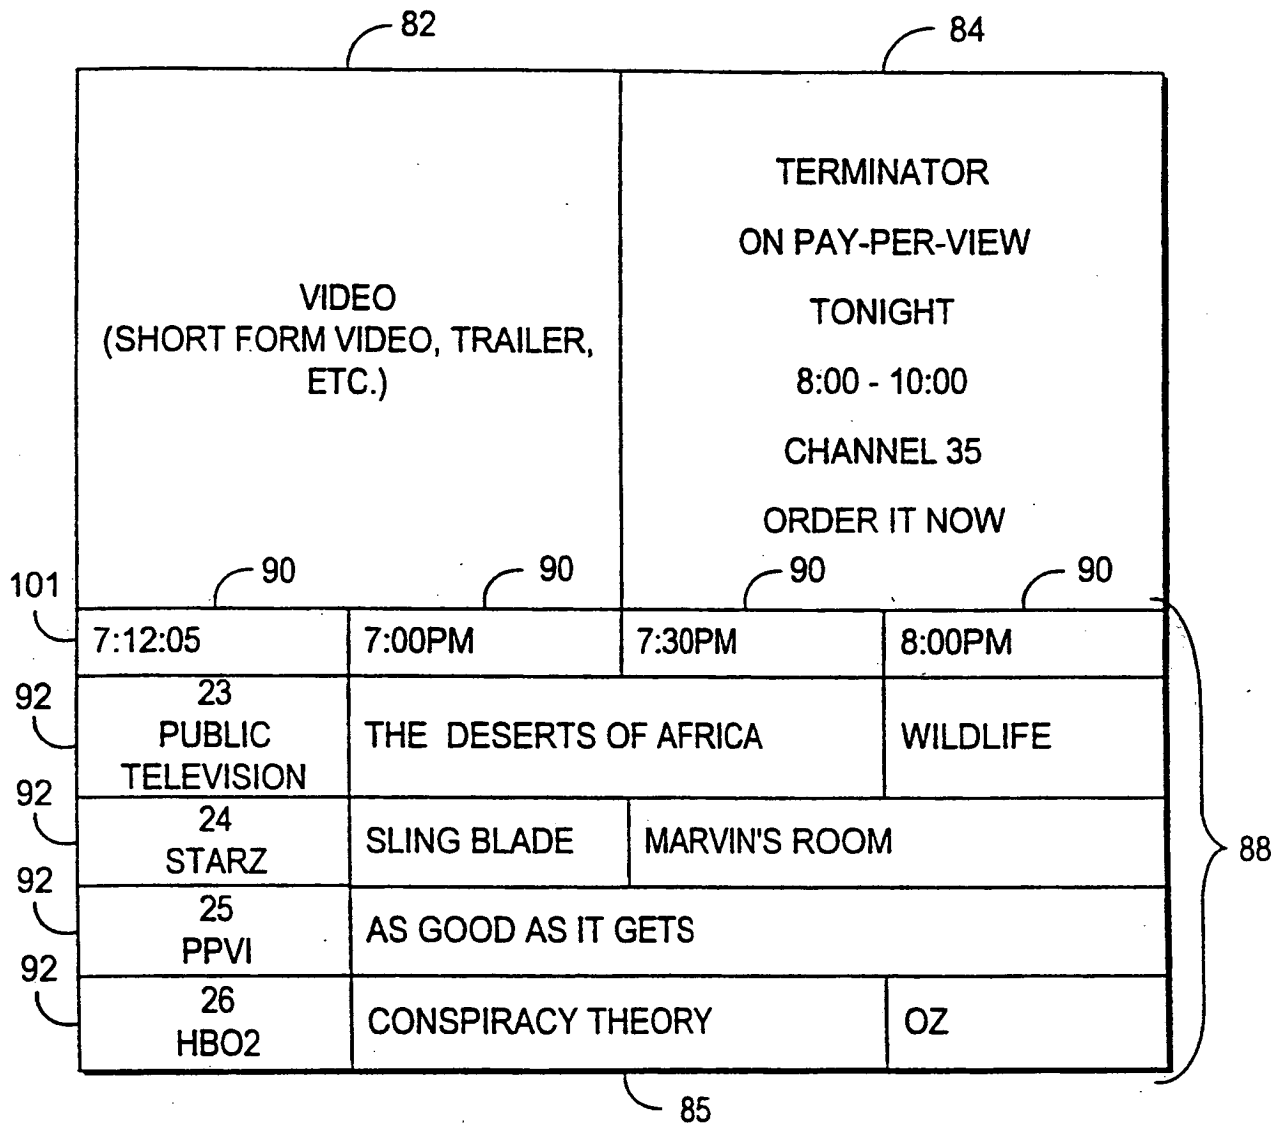 82
84
VIDEO
(SHORT FORM VIDEO, TRAILER,
ETC.)
TERMINATOR
ON PAY-PER-VIEW
TONIGHT
8:00 - 10:00
CHANNEL 35
ORDER IT NOW
90
90
90
90
101
7:12:05
7:00PM
7:30PM
8:00PM
92
23
PUBLIC
TELEVISION
THE DESERTS OF AFRICA
WILDLIFE
92
24
STARZ
SLING BLADE
MARVIN'S ROOM
88
92
25
PPVI
AS GOOD AS IT GETS
92
26
HBO2
CONSPIRACY THEORY
OZ
85